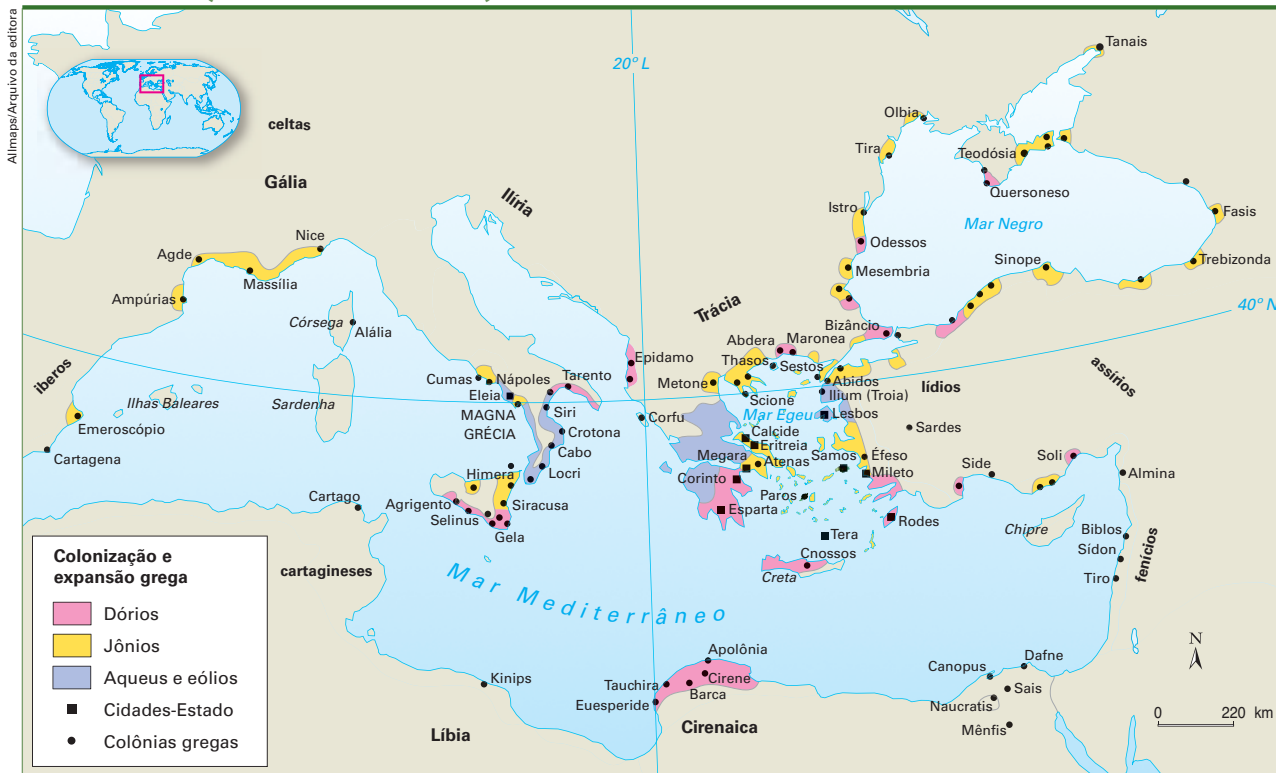 Allmaps/Arquivo da editora
20º L
Tanais
celtas
Olbia
Tira
Teodósia
Gália
Quersoneso
Ilíria
Istro
Fasis
Mar Negro
Nice
Odessos
Agde
Sinope
Trebizonda
Massília
Mesembria
Ampúrias
Trácia
40º N
Córsega
Alália
Bizâncio
Abdera
Maronea
Epidamo
Thasos
Sestos
assírios
iberos
Cumas
Nápoles
Tarento
Metone
Abidos
lídios
Eleia
Ilium (Troia)
Ilhas Baleares
Sardenha
Siri
Scione
MAGNA
GRÉCIA
Corfu
Mar Egeu
Lesbos
Emeroscópio
Crotona
Calcide
Sardes
Eritreia
Cabo
Cartagena
Megara
Atenas
Samos
Éfeso
Soli
Himera
Locri
Mileto
Side
Almina
Corinto
Cartago
Agrigento
Siracusa
Paros
Selinus
Esparta
Rodes
Chipre
Biblos
Gela
Tera
Sídon
Cnossos
fenícios
Colonização e
expansão grega
cartagineses
Creta
Tiro
Mar Mediterrâneo
Dórios
Jônios
N
Apolônia
Dafne
Aqueus e eólios
Canopus
Kinips
Tauchira
Cirene
Sais
Barca
Cidades-Estado
Euesperide
Naucratis
0 220 km
Líbia
Cirenaica
Mênfis
Colônias gregas